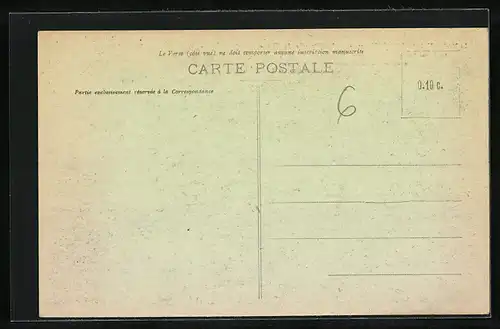 Le Verso (côté vue) ne doit comporter aucune inscription manuscrite
CARTE POSTALE
Partie exclusivement réservée à la Correspondance
6
0.10 c.